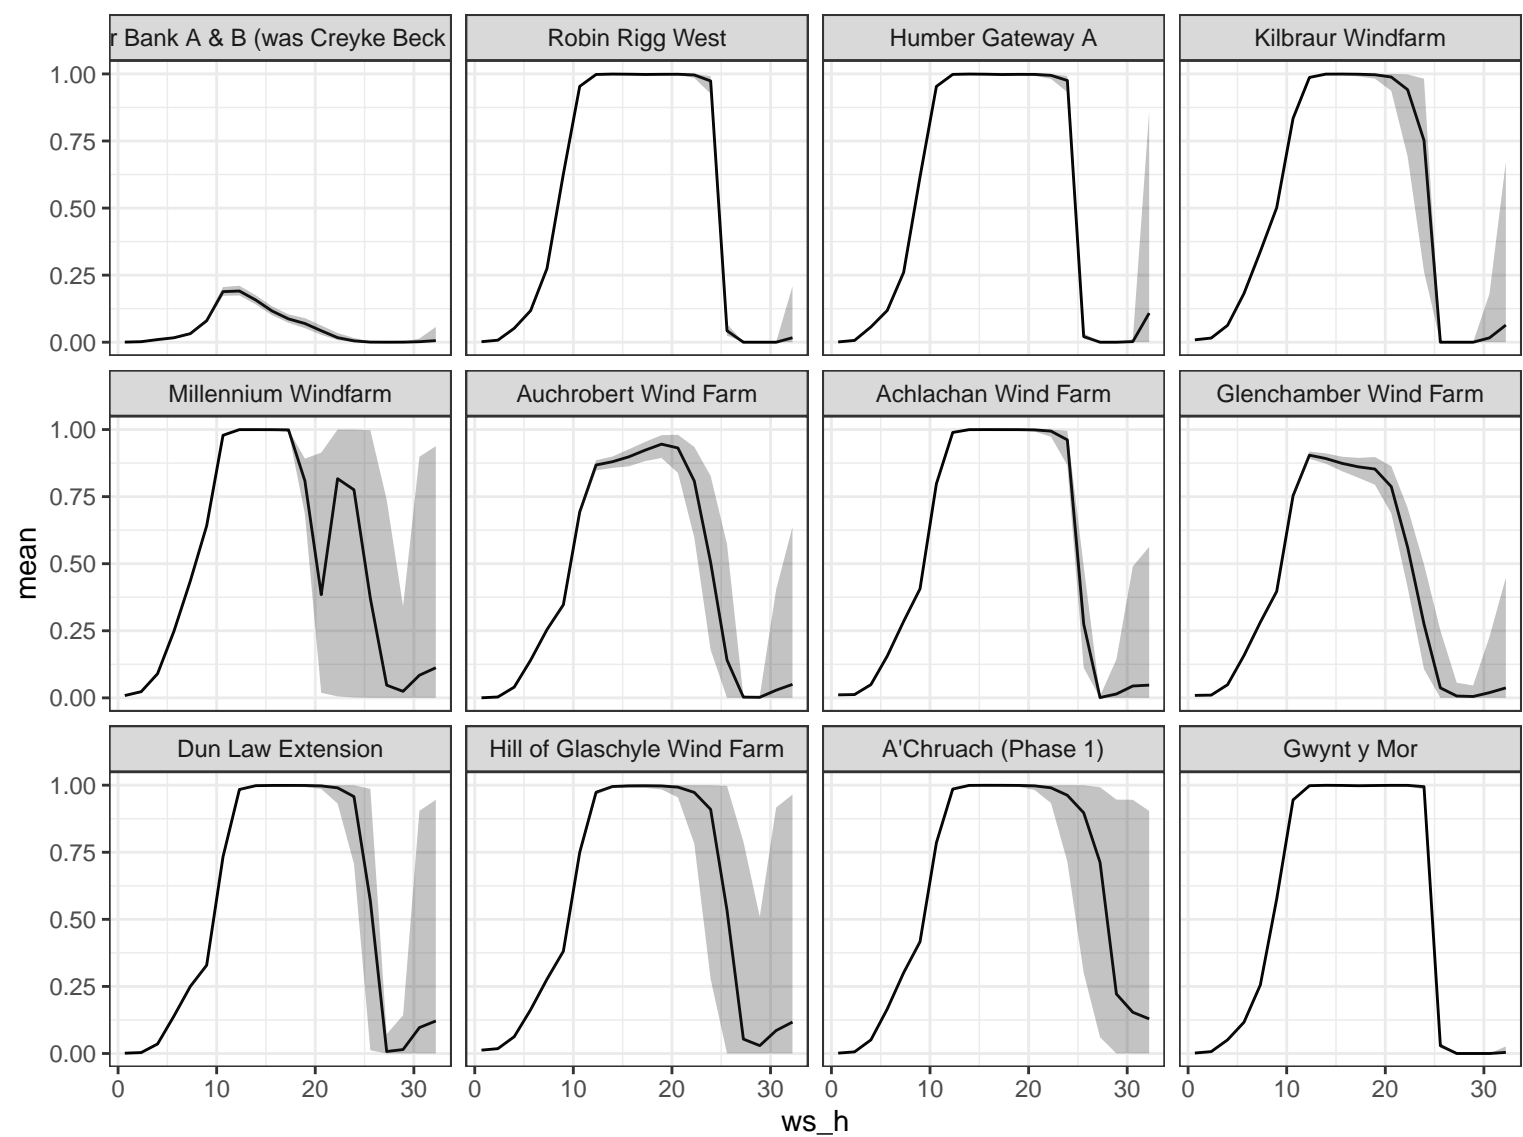 r Bank A & B (was Creyke Beck
Robin Rigg West
Humber Gateway A
Kilbraur Windfarm
1.00
0.75
0.50
0.25
0.00
Millennium Windfarm
Auchrobert Wind Farm
Achlachan Wind Farm
Glenchamber Wind Farm
1.00
0.75
0.50
0.25
0.00
mean
Dun Law Extension
Hill of Glaschyle Wind Farm
A'Chruach (Phase 1)
Gwynt y Mor
1.00
0.75
0.50
0.25
0.00
0 10 20 30
0 10 20 30
0 10 20 30
0 10 20 30
ws_h